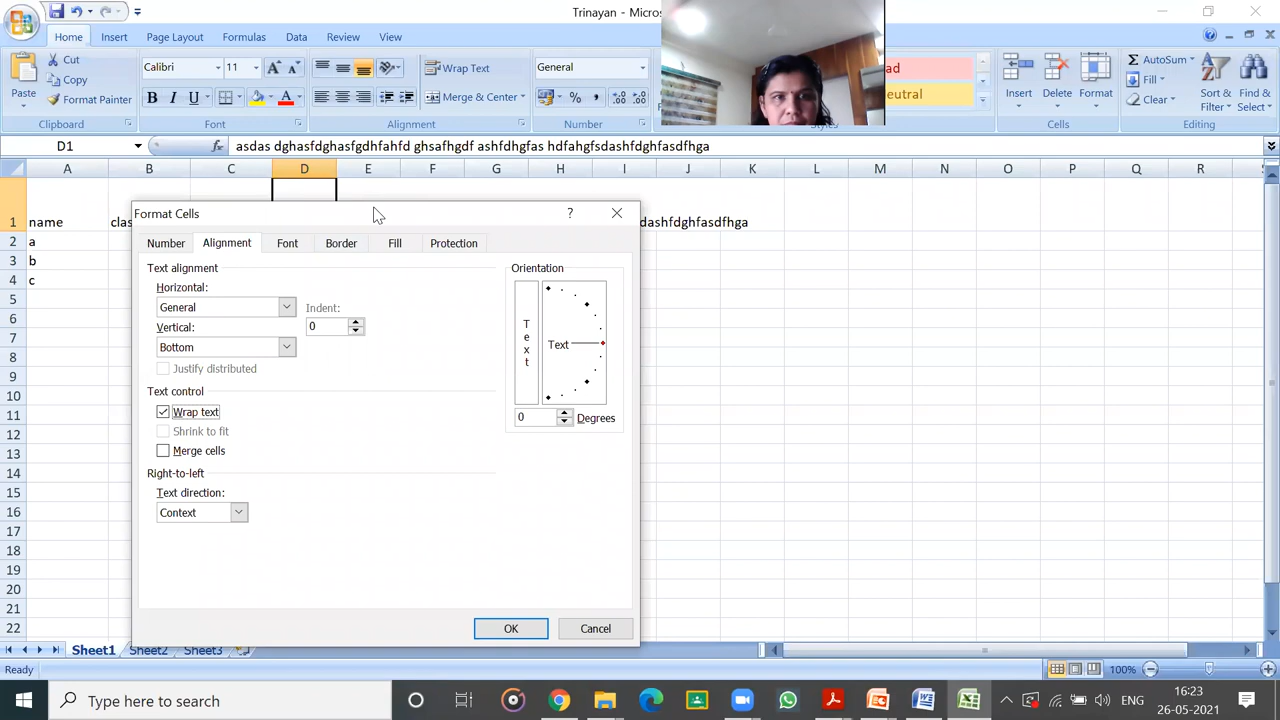 Trinayan - Micros
Home Insert Page Layout Formulas Data Review View
Paste Cut Copy Format Painter Clipboard
Calibri 11 B I U Font
Wrap Text Merge & Center Alignment
General % , Number
ad
eutral
Styles
Insert Delete Format Cells
AutoSum Fill Clear Sort & Filter Find & Select Editing
D1 fx asdas dghasfdghasfgdhfahfd ghsafhgdf ashfdhgfas hdfahgfsdashfdghfasdfhga
A B C D E F G H I J K L M N O P Q R
1 name clas dashfdghfasdfhga
2 a
3 b
4 c
5
6
7
8
9
10
11
12
13
14
15
16
17
18
19
20
21
22
Format Cells ?
Number Alignment Font Border Fill Protection
Text alignment
Horizontal:
General Indent:
Vertical: 0
Bottom
Justify distributed
Text control
Wrap text
Shrink to fit
Merge cells
Right-to-left
Text direction:
Context
Orientation
Text
Text
0 Degrees
OK Cancel
Sheet1 Sheet2 Sheet3
Ready 100%
Type here to search
ENG
16:23
26-05-2021